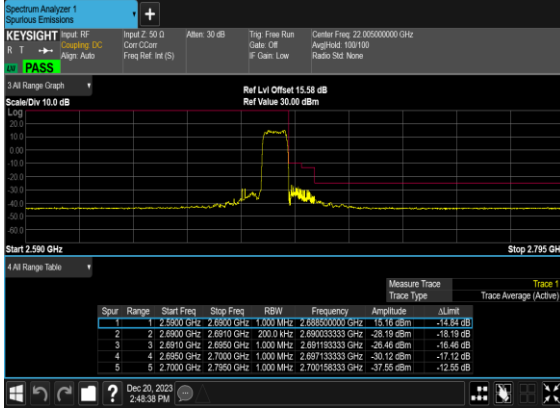 Spectrum Analyzer 1
Spurious Emissions
+
KEYSIGHT Input: RF Input Z: 50 Ω Atten: 30 dB Trig: Free Run Center Freq: 22.005000000 GHz
R T Coupling: DC Corr CCorr Gate: Off Avg|Hold: 100/100
Align: Auto Freq Ref: Int (S) IF Gain: Low Radio Std: None
PASS
3 All Range Graph
Ref Lvl Offset 15.58 dB
Scale/Div 10.0 dB Ref Value 30.00 dBm
Log
20.0
10.0
0.00
-10.0
-20.0
-30.0
-40.0
-50.0
-60.0
Start 2.590 GHz Stop 2.795 GH
4 All Range Table
Measure Trace Trace 1
Trace Type Trace Average (Active)
Spur Range Start Freq Stop Freq RBW Frequency Amplitude ΔLimit
1 1 2.5900 GHz 2.6900 GHz 1.000 MHz 2.688500000 GHz 15.16 dBm -14.84 dB
2 2 2.6900 GHz 2.6910 GHz 200.0 kHz 2.690033333 GHz -28.19 dBm -18.19 dB
3 3 2.6910 GHz 2.6950 GHz 1.000 MHz 2.691193333 GHz -26.46 dBm -16.46 dB
4 4 2.6950 GHz 2.7000 GHz 1.000 MHz 2.697133333 GHz -30.12 dBm -17.12 dB
5 5 2.7000 GHz 2.7950 GHz 1.000 MHz 2.700158333 GHz -37.55 dBm -12.55 dB
?
Dec 20, 2023
2:48:38 PM